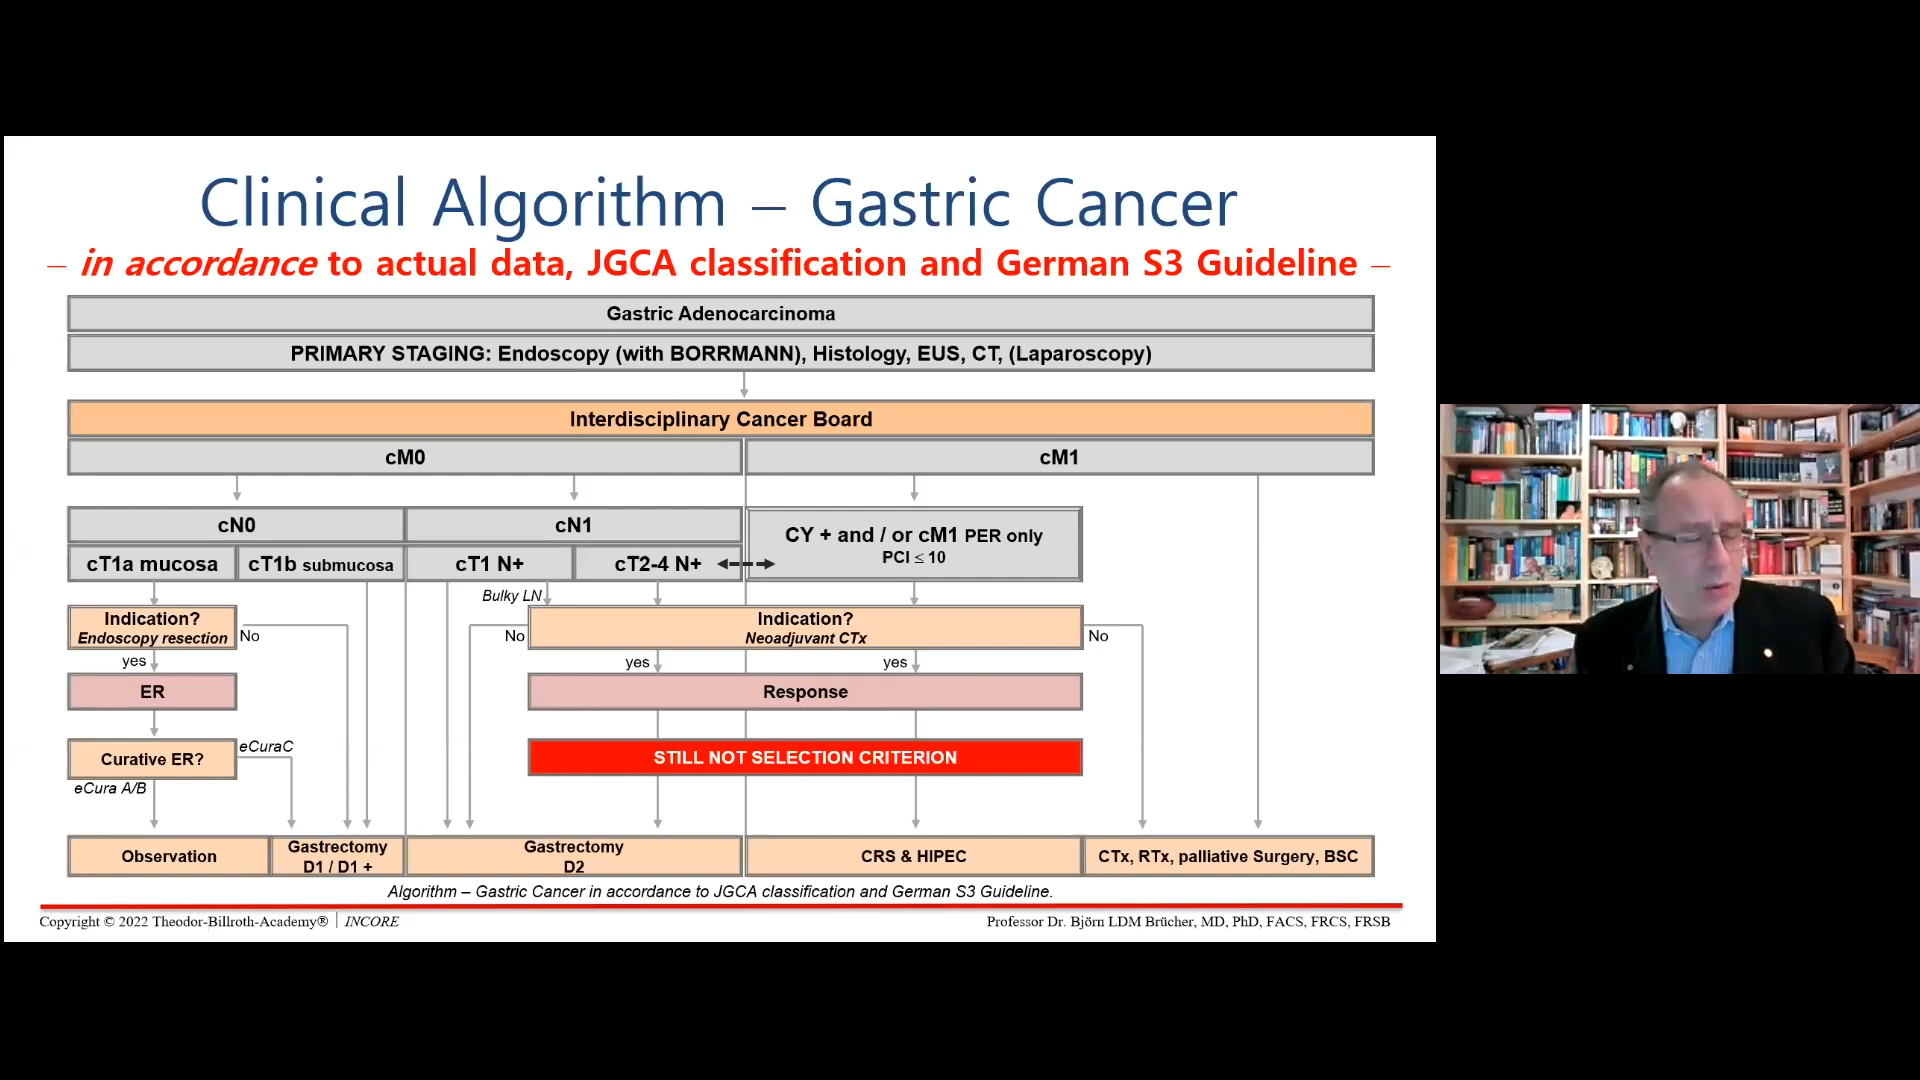 Clinical Algorithm – Gastric Cancer
– in accordance to actual data, JGCA classification and German S3 Guideline –
Gastric Adenocarcinoma
PRIMARY STAGING: Endoscopy (with BORRMANN), Histology, EUS, CT, (Laparoscopy)
Interdisciplinary Cancer Board
cM0
cM1
cN0
cN1
CY + and / or cM1 PER only
PCI ≤ 10
cT1a mucosa
cT1b submucosa
cT1 N+
cT2-4 N+
Bulky LN
Indication?
Endoscopy resection
No
No
Indication?
Neoadjuvant CTx
No
yes
yes
yes
ER
Response
eCuraC
Curative ER?
STILL NOT SELECTION CRITERION
eCura A/B
Observation
Gastrectomy
D1 / D1 +
Gastrectomy
D2
CRS & HIPEC
CTx, RTx, palliative Surgery, BSC
Algorithm – Gastric Cancer in accordance to JGCA classification and German S3 Guideline.
Copyright © 2022 Theodor-Billroth-Academy® | INCORE
Professor Dr. Björn LDM Brücher, MD, PhD, FACS, FRCS, FRSB